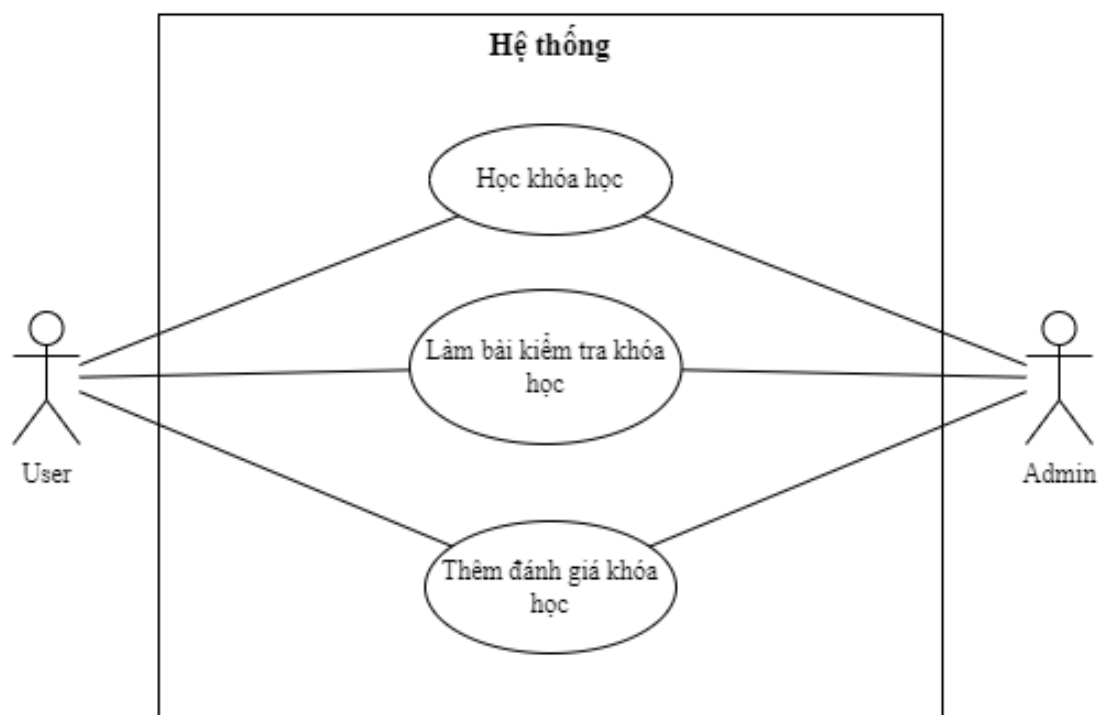 Hệ thống
Học khóa học
Làm bài kiểm tra khóa
học
User
Admin
Thêm đánh giá khóa
học